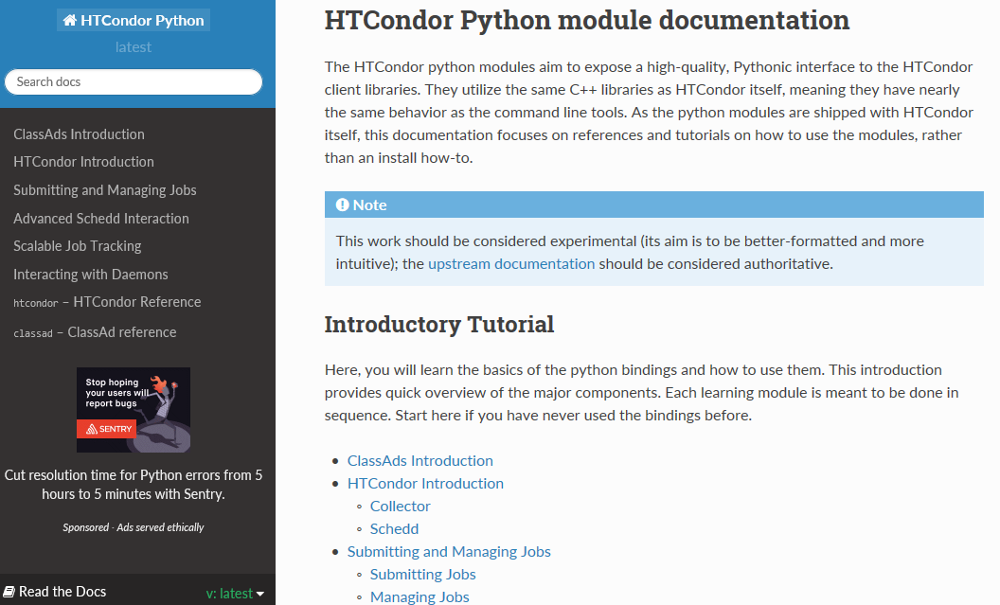 HTCondor Python
latest
Search docs
ClassAds Introduction
HTCondor Introduction
Submitting and Managing Jobs
Advanced Schedd Interaction
Scalable Job Tracking
Interacting with Daemons
htcondor – HTCondor Reference
classad – ClassAd reference
Stop hoping
your users will
report bugs
SENTRY
Cut resolution time for Python errors from 5
hours to 5 minutes with Sentry.
Sponsored · Ads served ethically
Read the Docs
v: latest
HTCondor Python module documentation
The HTCondor python modules aim to expose a high-quality, Pythonic interface to the HTCondor
client libraries. They utilize the same C++ libraries as HTCondor itself, meaning they have nearly
the same behavior as the command line tools. As the python modules are shipped with HTCondor
itself, this documentation focuses on references and tutorials on how to use the modules, rather
than an install how-to.
Note
This work should be considered experimental (its aim is to be better-formatted and more
intuitive); the upstream documentation should be considered authoritative.
Introductory Tutorial
Here, you will learn the basics of the python bindings and how to use them. This introduction
provides quick overview of the major components. Each learning module is meant to be done in
sequence. Start here if you have never used the bindings before.
• ClassAds Introduction
• HTCondor Introduction
◦ Collector
◦ Schedd
• Submitting and Managing Jobs
◦ Submitting Jobs
◦ Managing Jobs